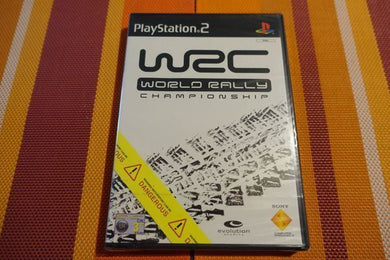 PlayStation 2
WRC
WORLD RALLY
CHAMPIONSHIP
DANGEROUS
evolution
SONY